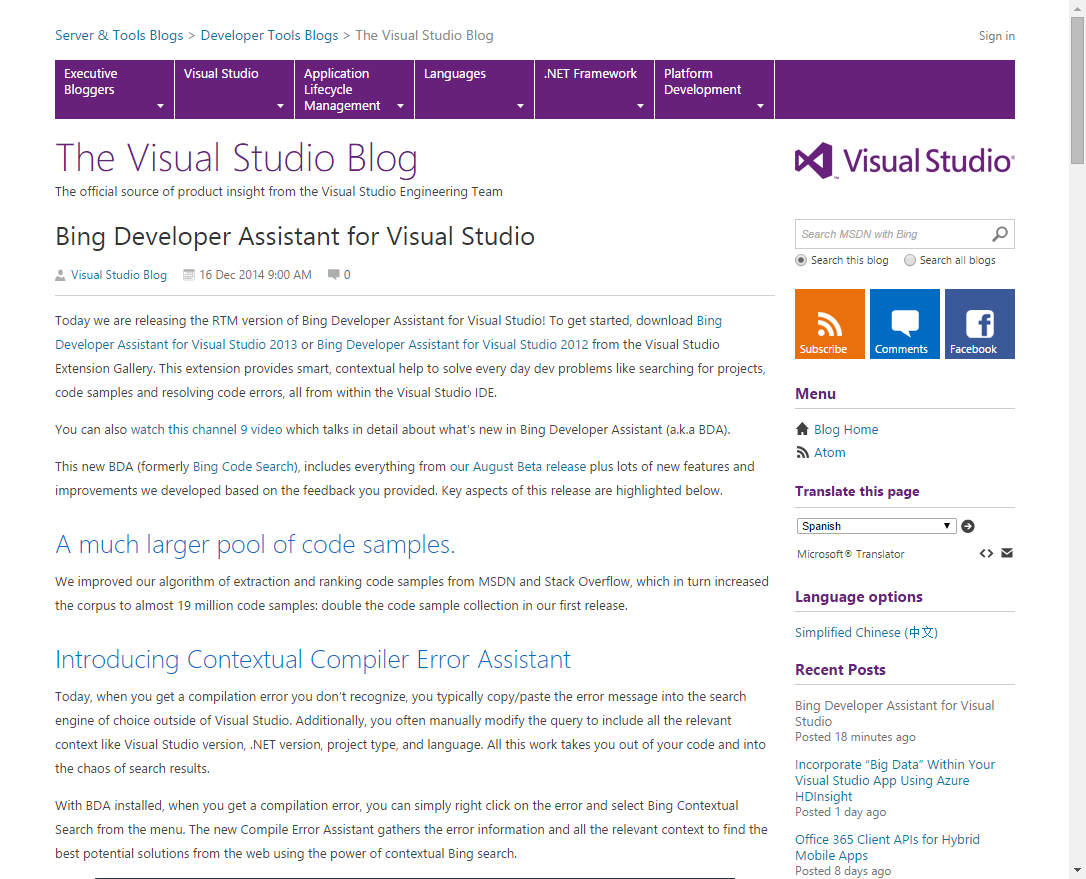 Server & Tools Blogs > Developer Tools Blogs > The Visual Studio Blog
Sign in
Executive
Bloggers
Visual Studio
Application
Lifecycle
Management
Languages
.NET Framework
Platform
Development
The Visual Studio Blog
The official source of product insight from the Visual Studio Engineering Team
Visual Studio
Bing Developer Assistant for Visual Studio
Visual Studio Blog 16 Dec 2014 9:00 AM 0
Today we are releasing the RTM version of Bing Developer Assistant for Visual Studio! To get started, download Bing
Developer Assistant for Visual Studio 2013 or Bing Developer Assistant for Visual Studio 2012 from the Visual Studio
Extension Gallery. This extension provides smart, contextual help to solve every day dev problems like searching for projects,
code samples and resolving code errors, all from within the Visual Studio IDE.
You can also watch this channel 9 video which talks in detail about what's new in Bing Developer Assistant (a.k.a BDA).
This new BDA (formerly Bing Code Search), includes everything from our August Beta release plus lots of new features and
improvements we developed based on the feedback you provided. Key aspects of this release are highlighted below.
A much larger pool of code samples.
We improved our algorithm of extraction and ranking code samples from MSDN and Stack Overflow, which in turn increased
the corpus to almost 19 million code samples: double the code sample collection in our first release.
Introducing Contextual Compiler Error Assistant
Today, when you get a compilation error you don't recognize, you typically copy/paste the error message into the search
engine of choice outside of Visual Studio. Additionally, you often manually modify the query to include all the relevant
context like Visual Studio version, .NET version, project type, and language. All this work takes you out of your code and into
the chaos of search results.
With BDA installed, when you get a compilation error, you can simply right click on the error and select Bing Contextual
Search from the menu. The new Compile Error Assistant gathers the error information and all the relevant context to find the
best potential solutions from the web using the power of contextual Bing search.
Search MSDN with Bing
Search this blog Search all blogs
Subscribe
Comments
Facebook
Menu
Blog Home
Atom
Translate this page
Spanish
Microsoft® Translator
Language options
Simplified Chinese (中文)
Recent Posts
Bing Developer Assistant for Visual
Studio
Posted 18 minutes ago
Incorporate “Big Data” Within Your
Visual Studio App Using Azure
HDInsight
Posted 1 day ago
Office 365 Client APIs for Hybrid
Mobile Apps
Posted 8 days ago